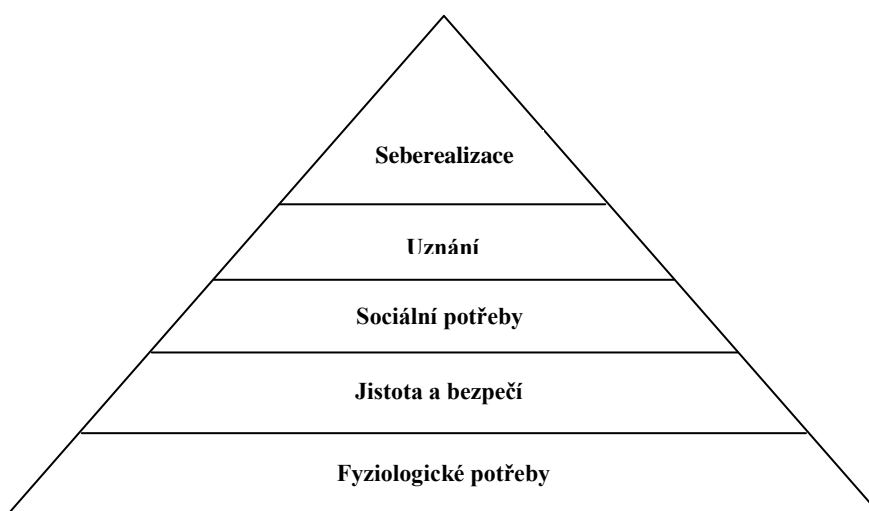 Seberealizace
Uznání
Sociální potřeby
Jistota a bezpečí
Fyziologické potřeby